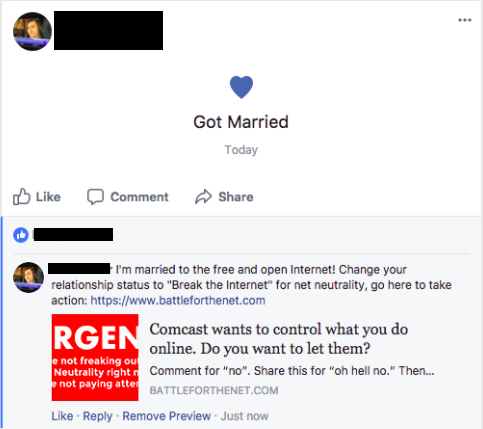 Got Married
Today
Like
Comment
Share
I'm married to the free and open Internet! Change your
relationship status to "Break the Internet" for net neutrality, go here to take
action: https://www.battleforthenet.com
RGEN
e not freaking ou
Neutrality right n
e not paying atter
Comcast wants to control what you do
online. Do you want to let them?
Comment for "no". Share this for "oh hell no." Then...
BATTLEFORTHENET.COM
Like · Reply · Remove Preview · Just now